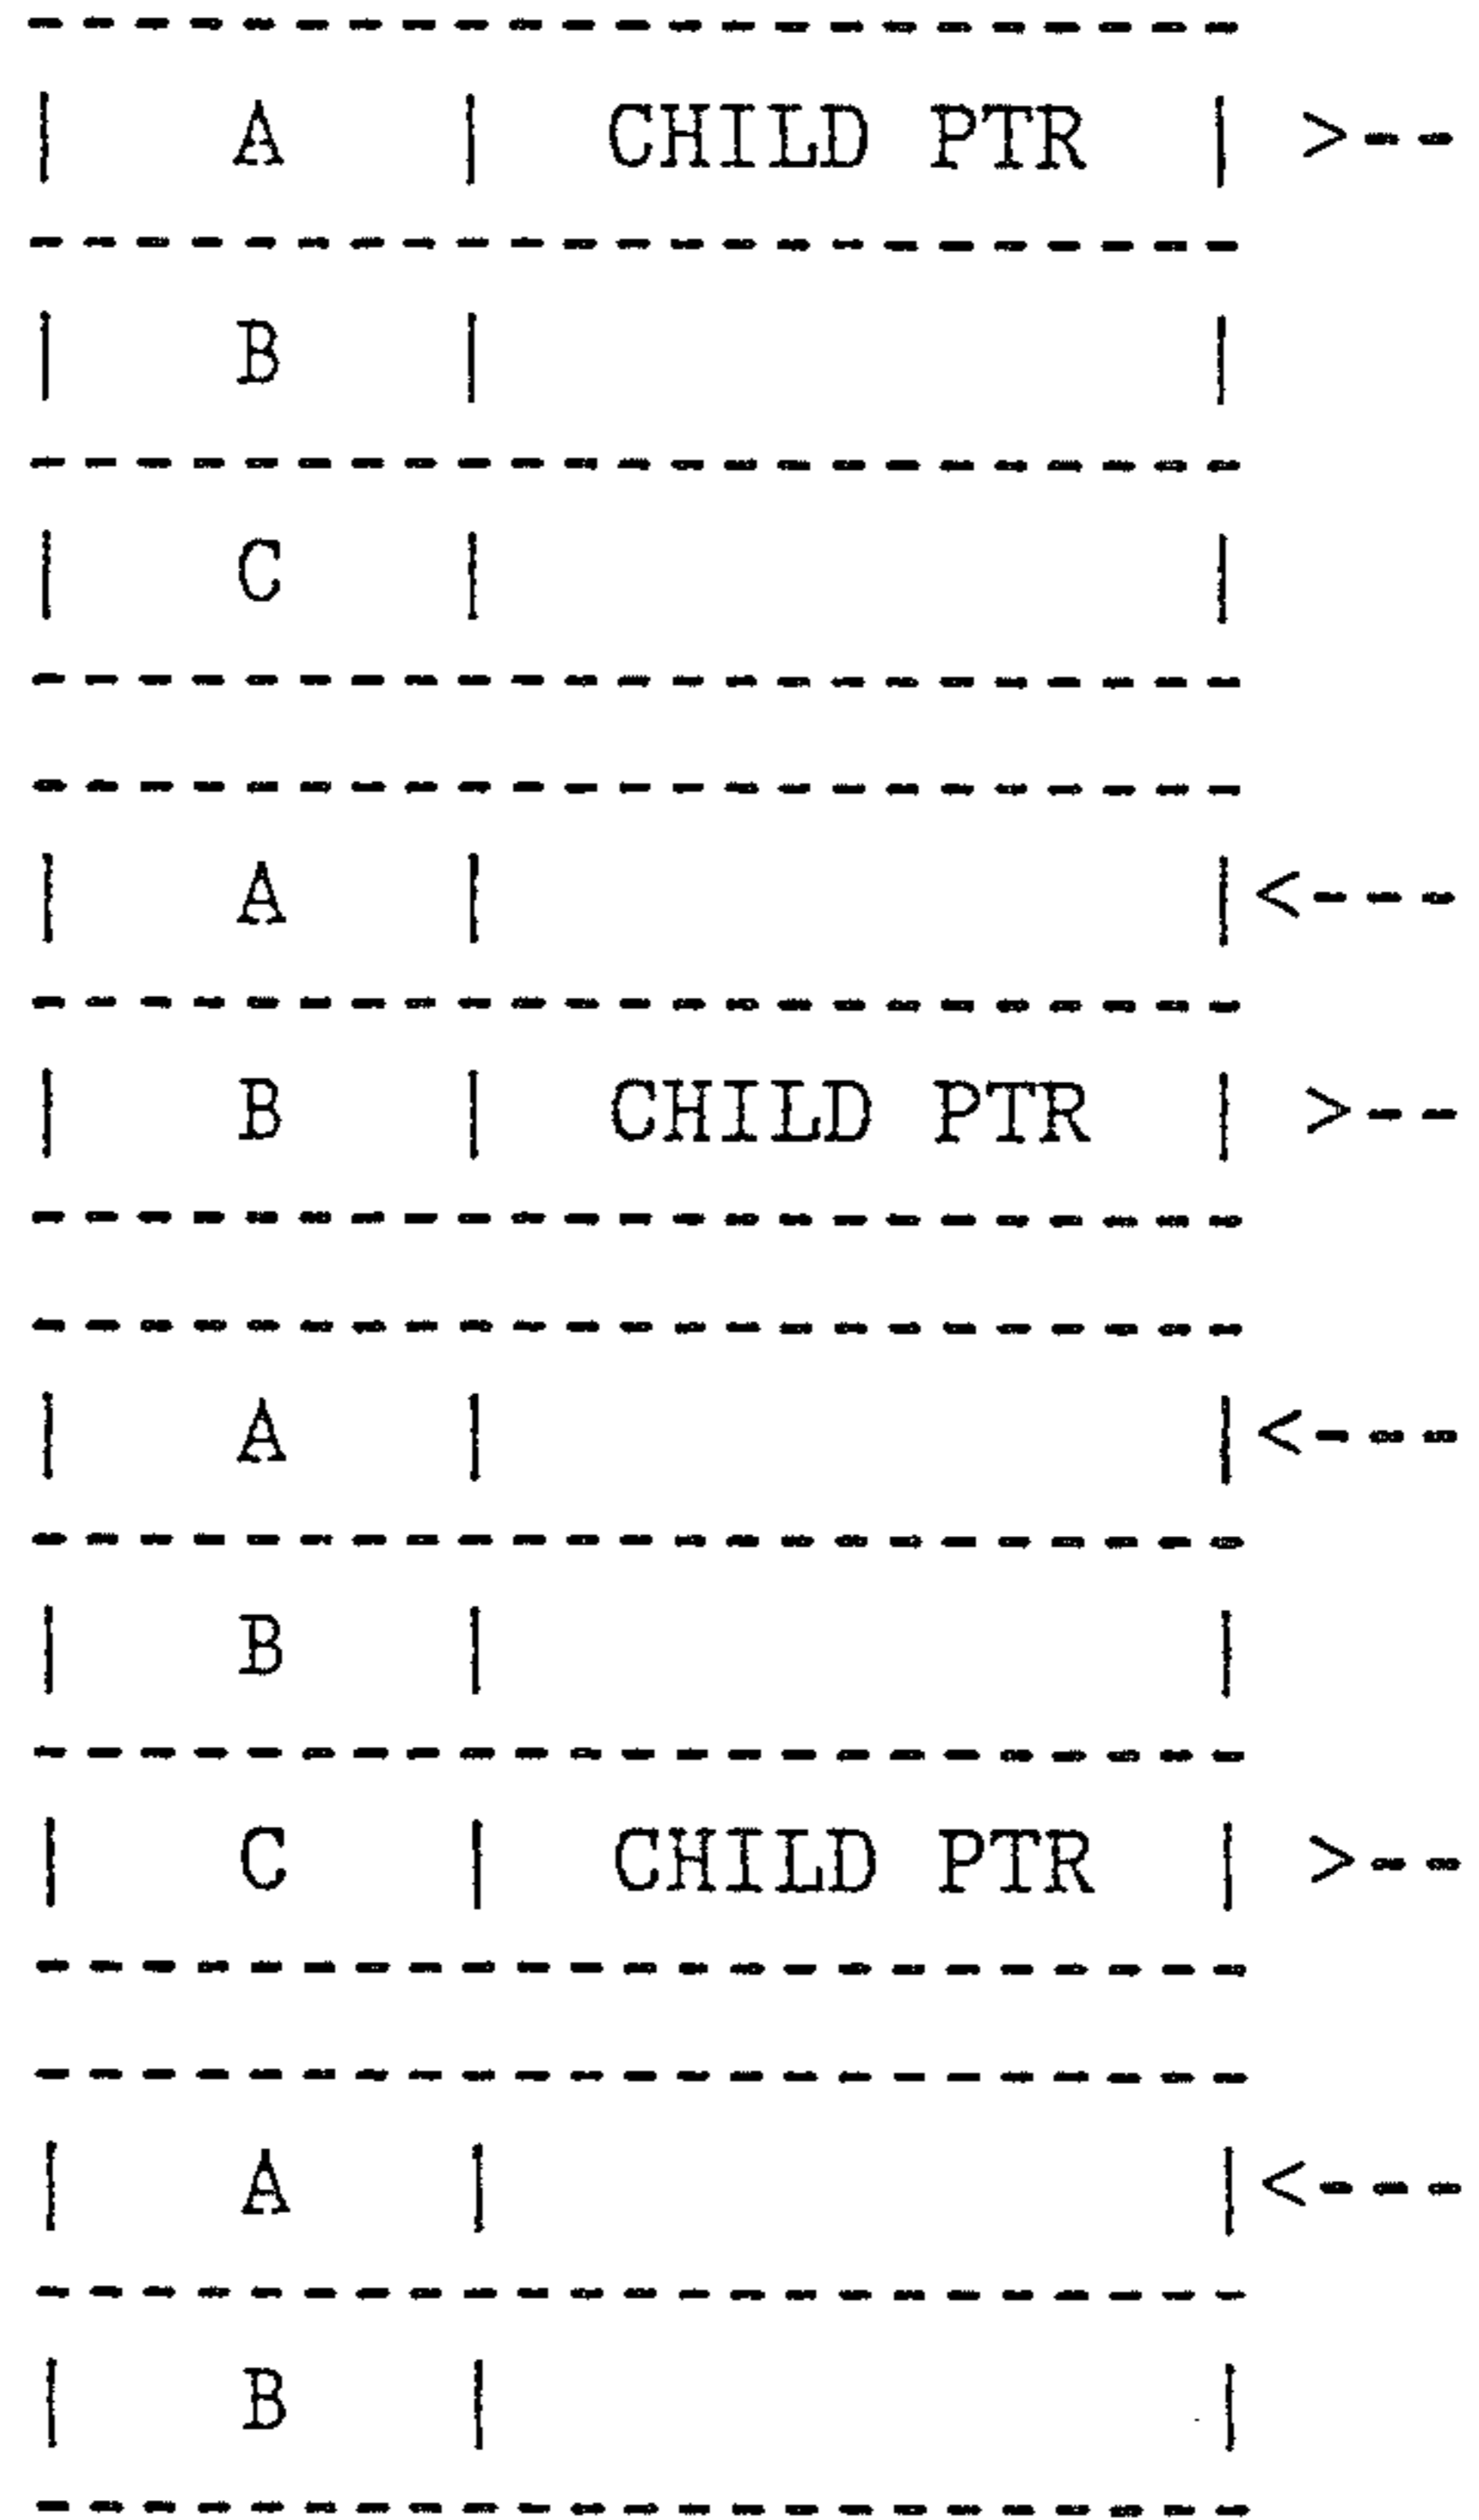 | A | CHILD PTR | >--
| B | |
| C | |
| A | |<---
| B | CHILD PTR | >--
| A | |<---
| B | |
| C | CHILD PTR | >--
| A | |<---
| B | |